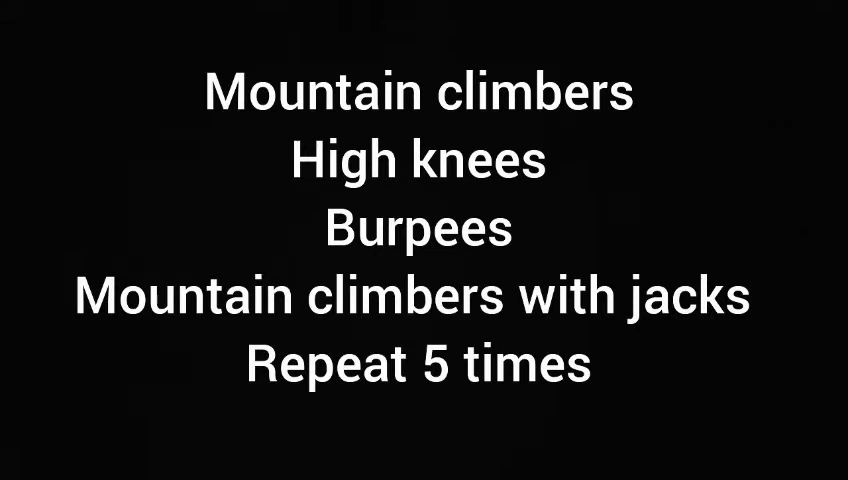 Mountain climbers
High knees
Burpees
Mountain climbers with jacks
Repeat 5 times